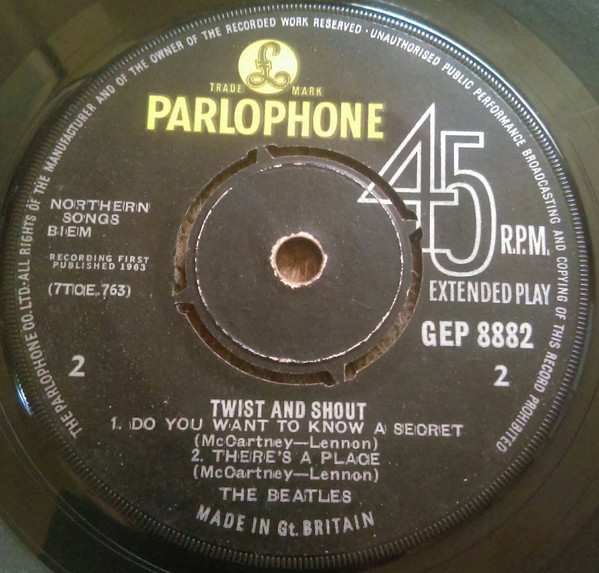 THE PARLOPHONE CO. LTD·ALL RIGHTS OF THE MANUFACTURER AND OF THE OWNER OF THE RECORDED WORK RESERVED·UNAUTHORISED PUBLIC PERFORMANCE BROADCASTING AND COPYING OF THIS RECORD PROHIBITED
£
TRADE MARK
PARLOPHONE
45
R.P.M.
EXTENDED PLAY
NORTHERN
SONGS
BIEM
RECORDING FIRST
PUBLISHED 1963
(7TCE.763)
GEP 8882
2
2
TWIST AND SHOUT
1. DO YOU WANT TO KNOW A SECRET
(McCartney—Lennon)
2. THERE'S A PLACE
(McCartney—Lennon)
THE BEATLES
MADE IN Gt. BRITAIN